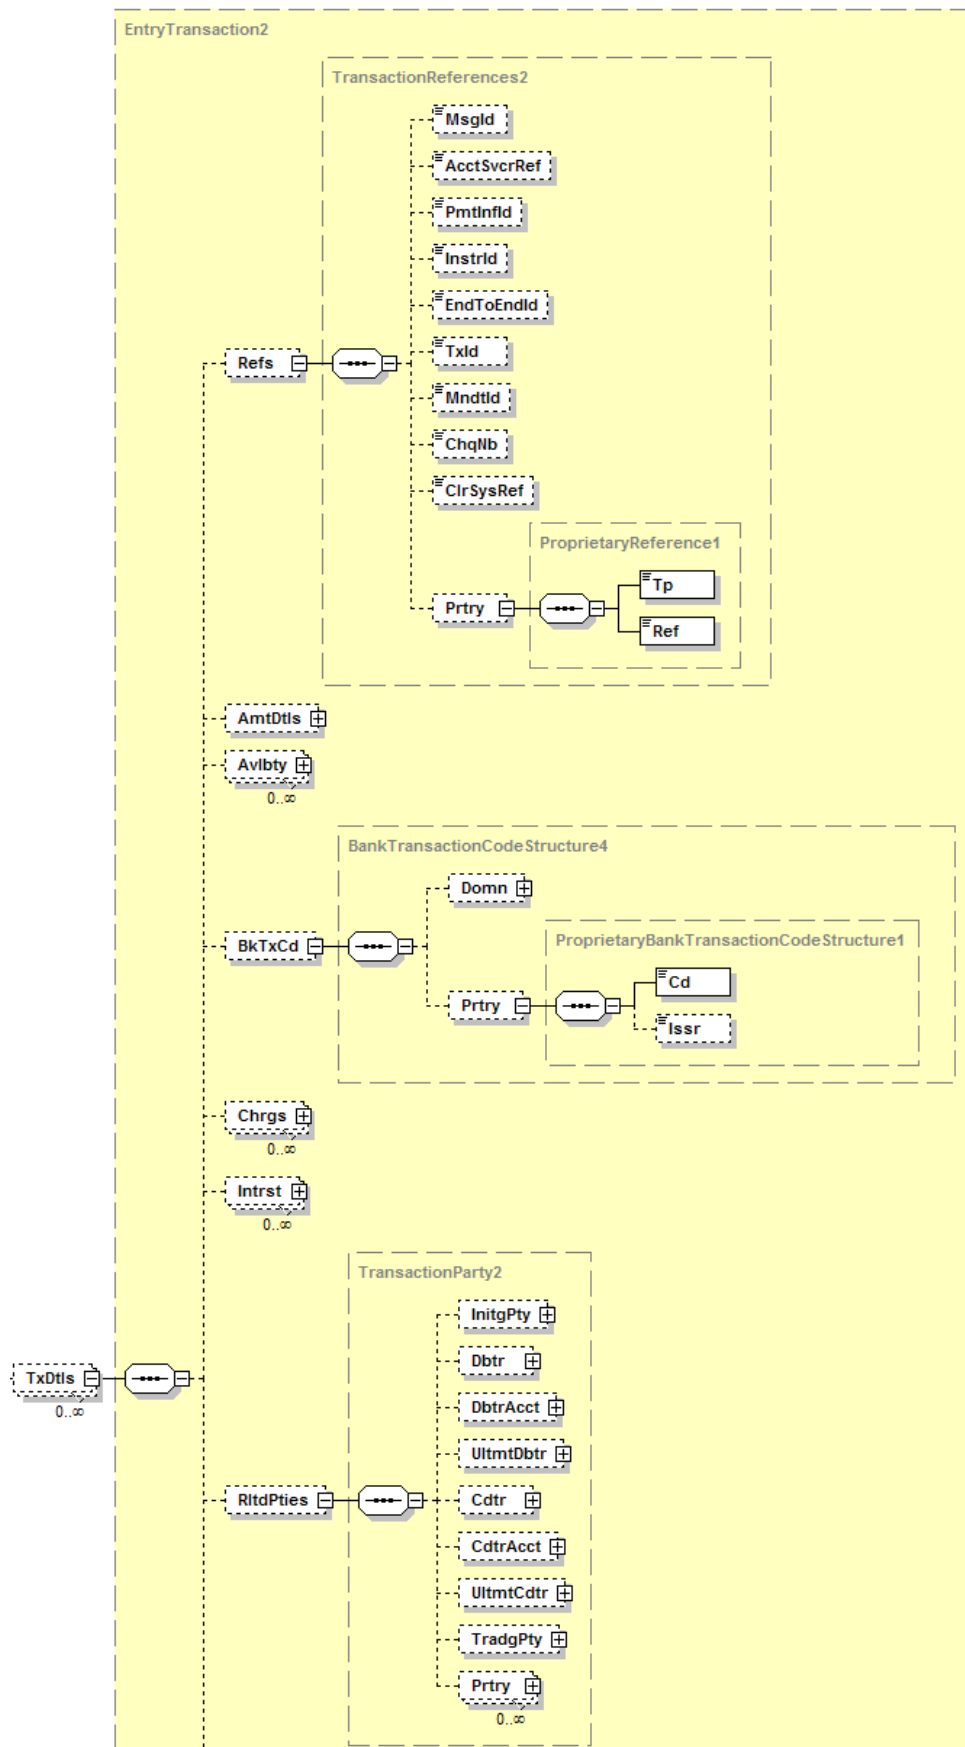 EntryTransaction2
TransactionReferences2
MsgId
AcctSvcrRef
PmtInfId
InstrId
EndToEndId
TxId
MndtId
ChqNb
ClrSysRef
Refs
ProprietaryReference1
Tp
Prtry
Ref
AmtDtls
Avlbty
0..∞
BankTransactionCodeStructure4
Domn
BkTxCd
ProprietaryBankTransactionCodeStructure1
Cd
Prtry
Issr
Chrgs
0..∞
Intrst
0..∞
TransactionParty2
InitgPty
Dbtr
TxDtls
0..∞
DbtrAcct
UltmtDbtr
RltdPties
Cdtr
CdtrAcct
UltmtCdtr
TradgPty
Prtry
0..∞